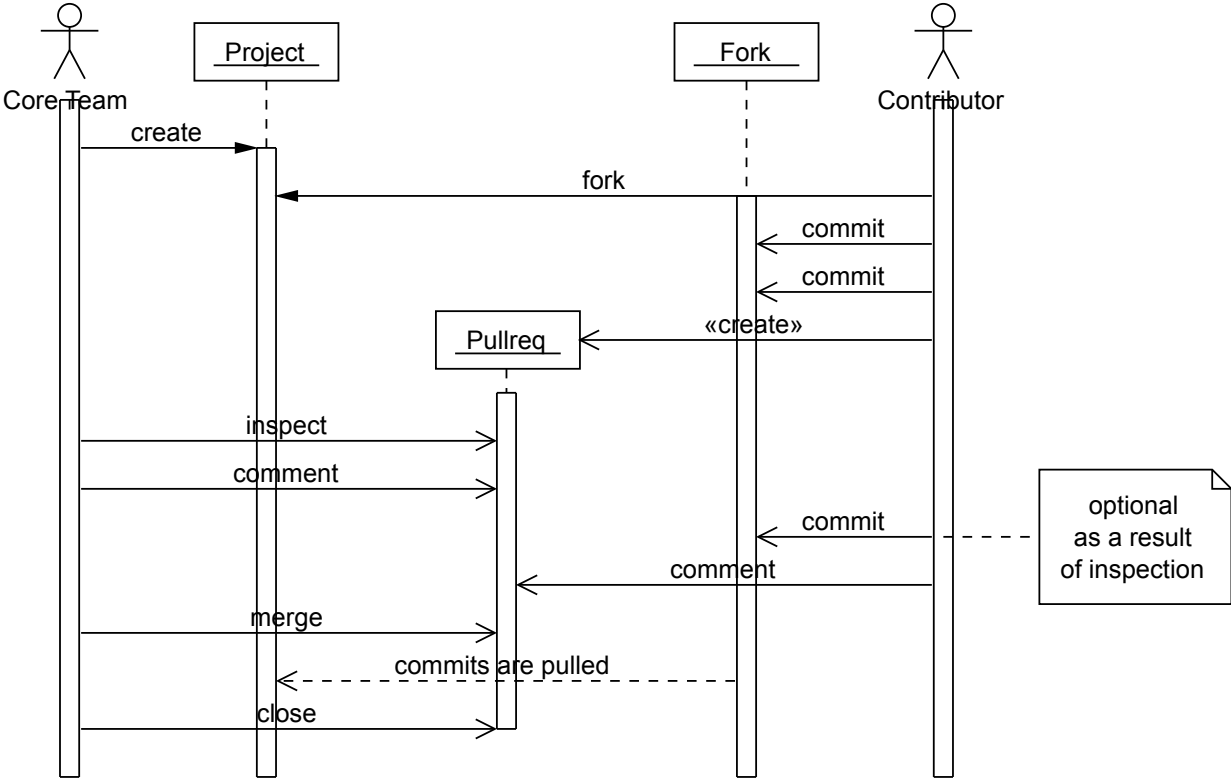 Project
Fork
Core Team
Contributor
create
fork
commit
commit
«create»
Pullreq
inspect
comment
optional
as a result
of inspection
commit
comment
merge
commits are pulled
close